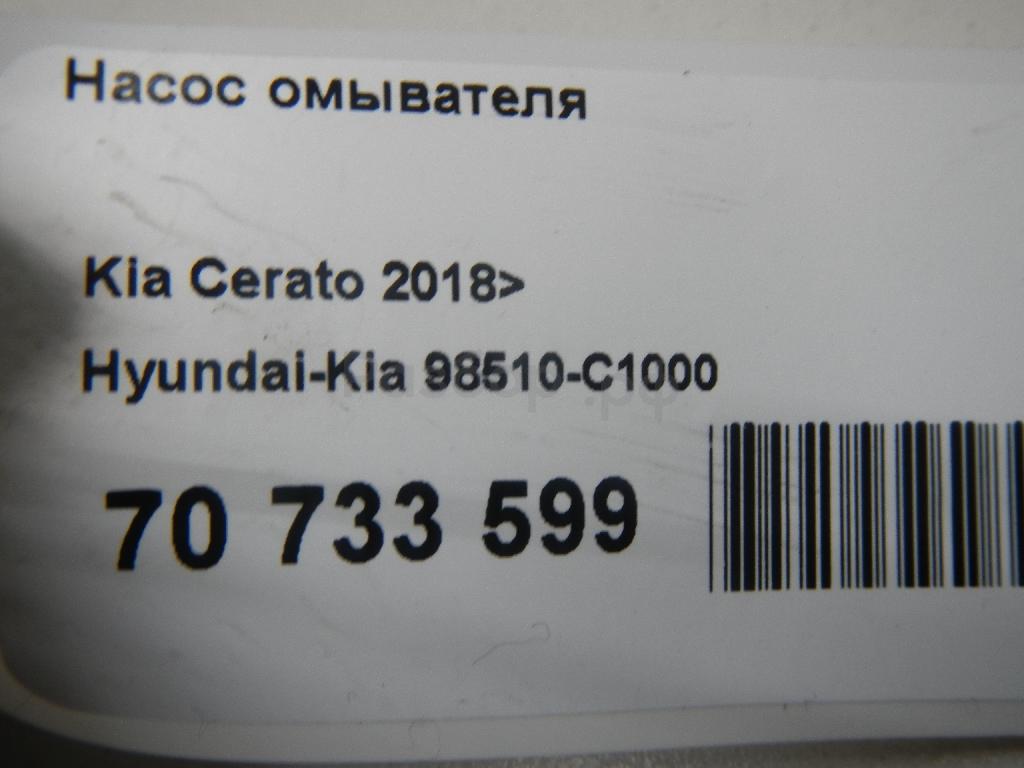 Насос омывателя
Kia Cerato 2018>
Hyundai-Kia 98510-C1000
70 733 599